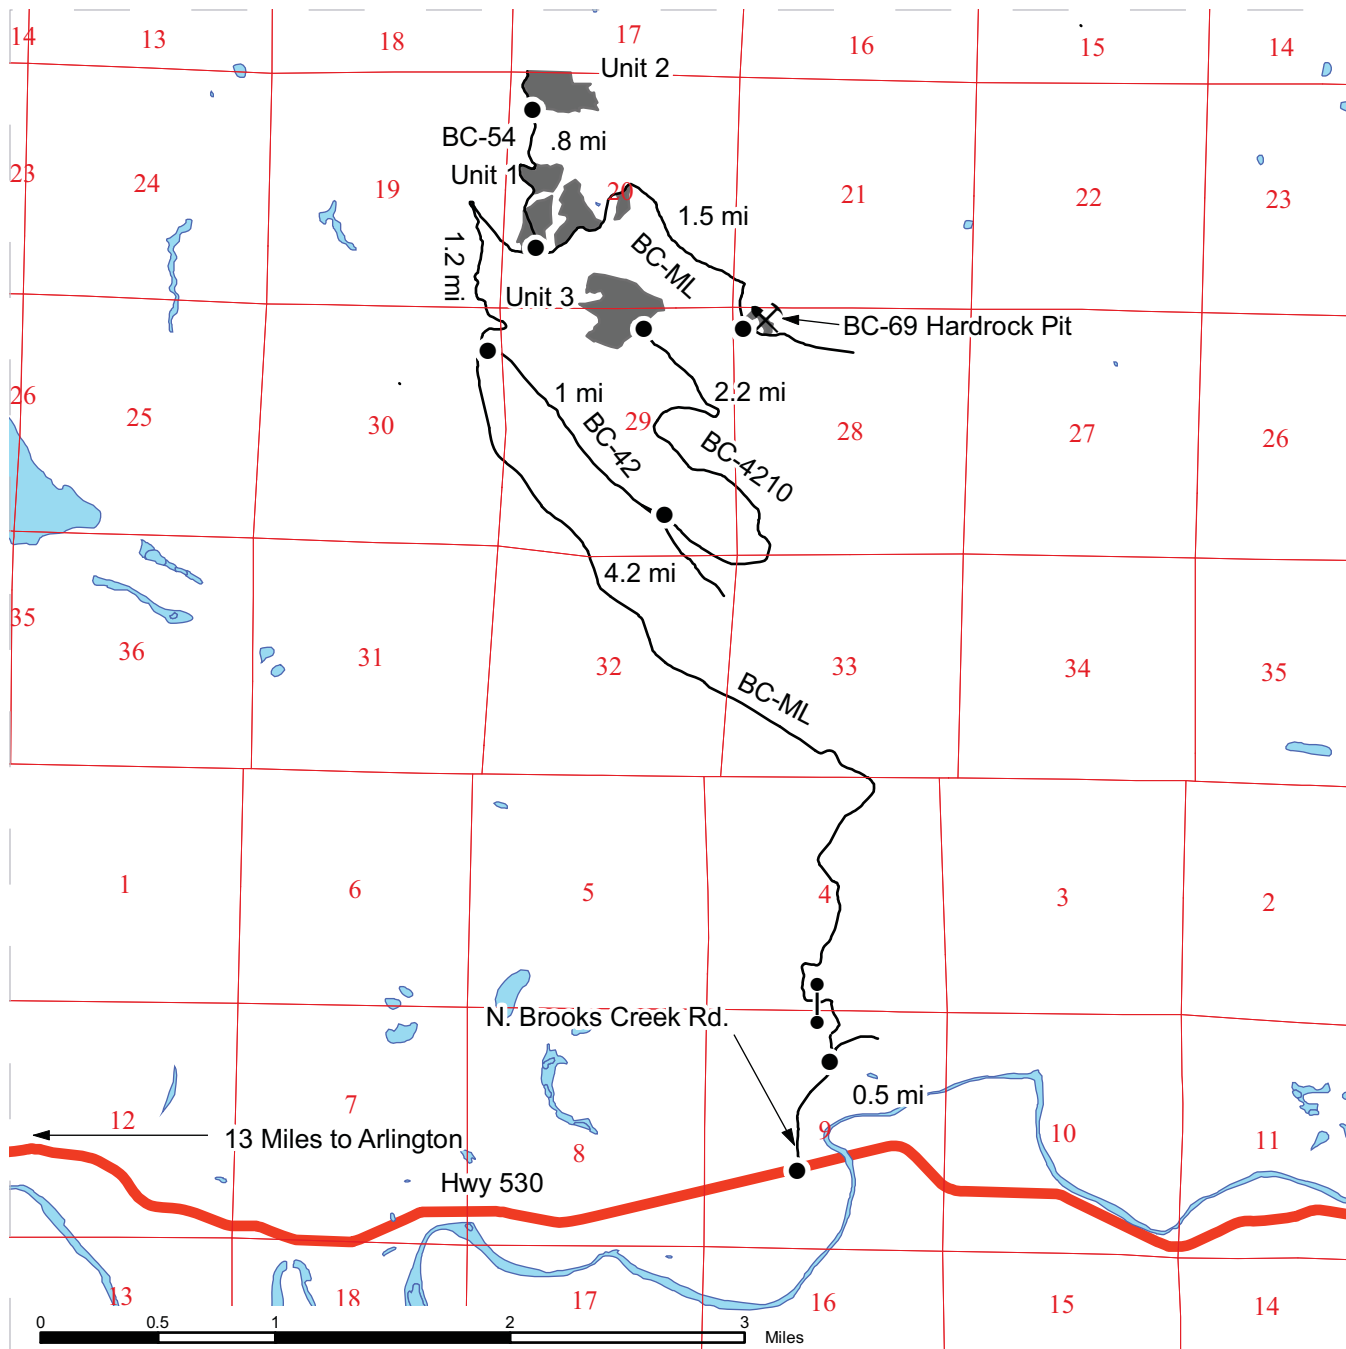 14
13
18
17
16
15
14
Unit 2
BC-54
.8 mi
Unit 1
23
24
19
20
21
22
23
1.5 mi
BC-ML
1.2 mi
Unit 3
BC-69 Hardrock Pit
1 mi
2.2 mi
26
25
30
29
28
27
26
BC-42
BC-4210
4.2 mi
35
36
31
32
33
34
35
BC-ML
1
6
5
4
3
2
N. Brooks Creek Rd.
0.5 mi
12
7
8
9
10
11
13 Miles to Arlington
Hwy 530
13
18
17
16
15
14
0 0.5 1 2 3
Miles